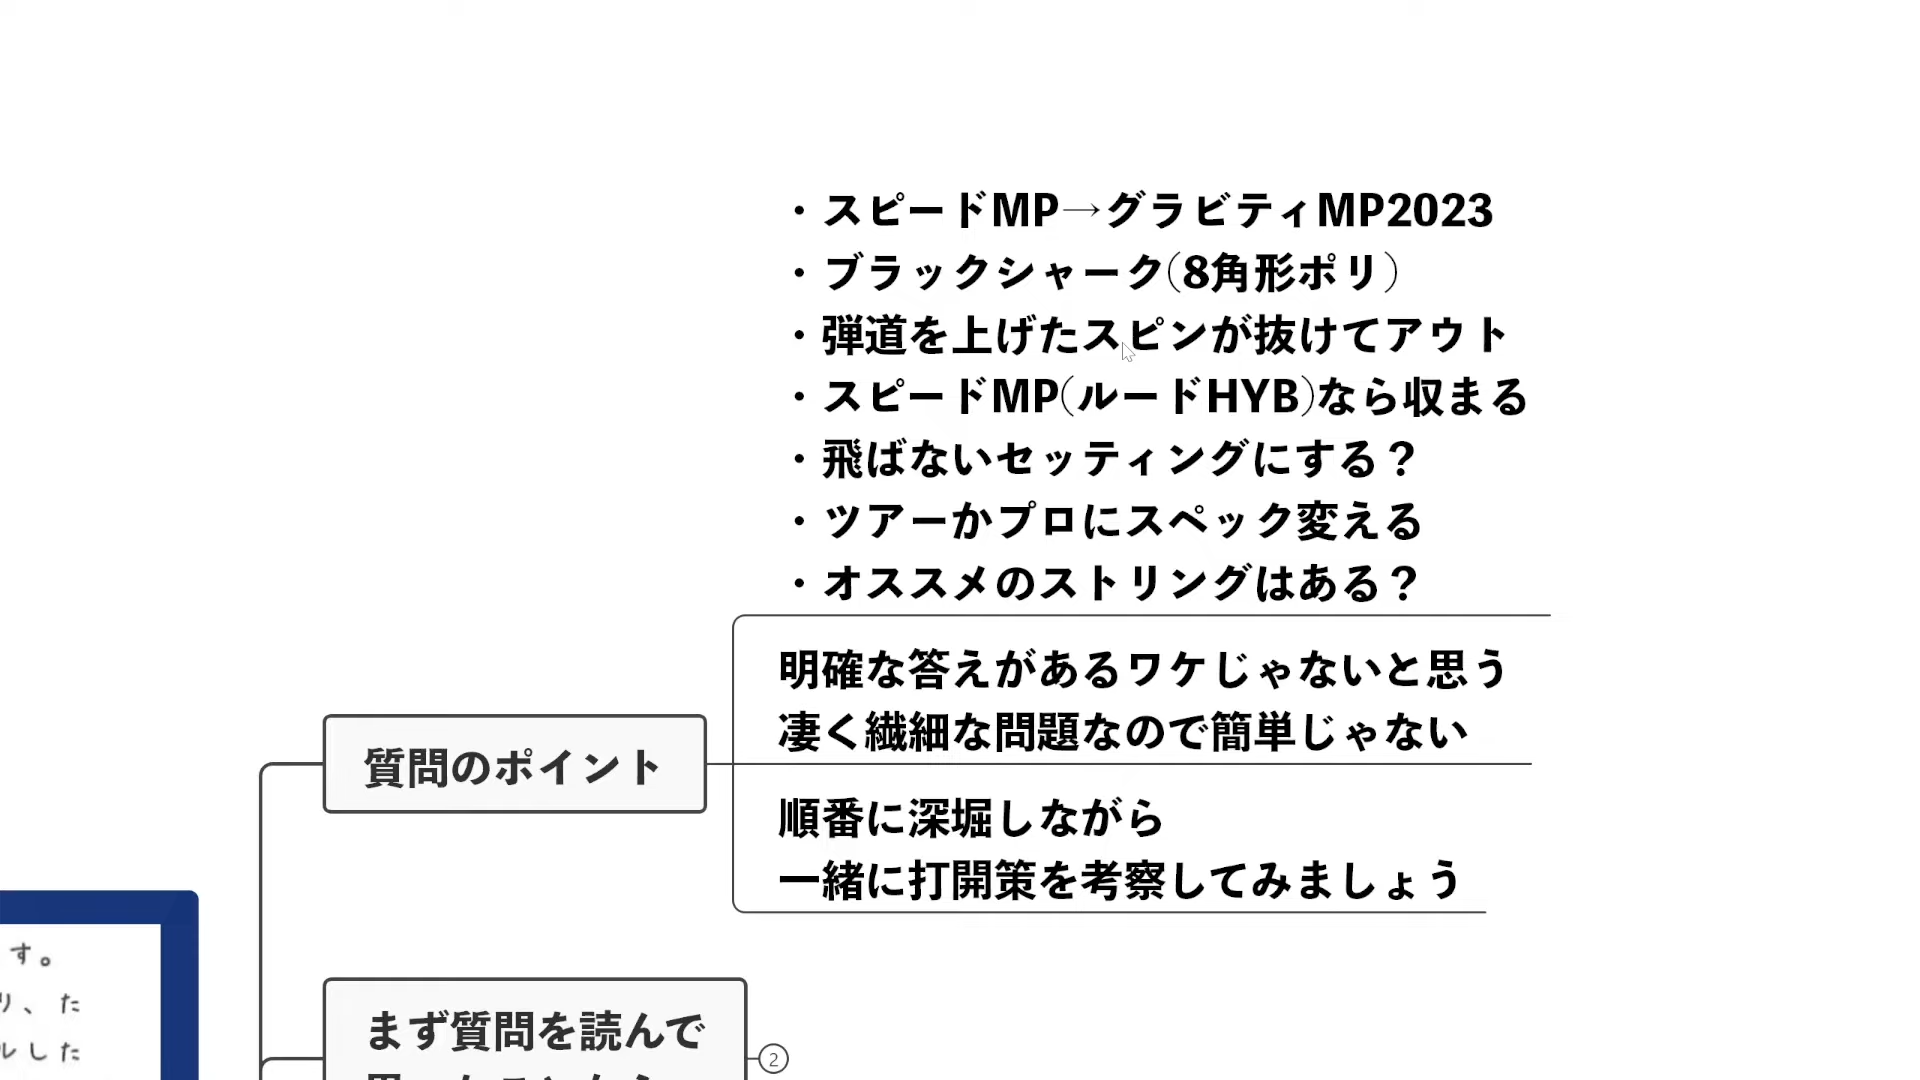 ・スピードMP→グラビティMP2023
・ブラックシャーク(8角形ポリ)
・弾道を上げたスピンが抜けてアウト
・スピードMP(ルードHYB)なら収まる
・飛ばないセッティングにする？
・ツアーかプロにスペック変える
・オススメのストリングはある？
明確な答えがあるワケじゃないと思う
凄く繊細な問題なので簡単じゃない
質問のポイント
順番に深堀しながら
一緒に打開策を考察してみましょう
す。
り、た
ルした
まず質問を読んで
2